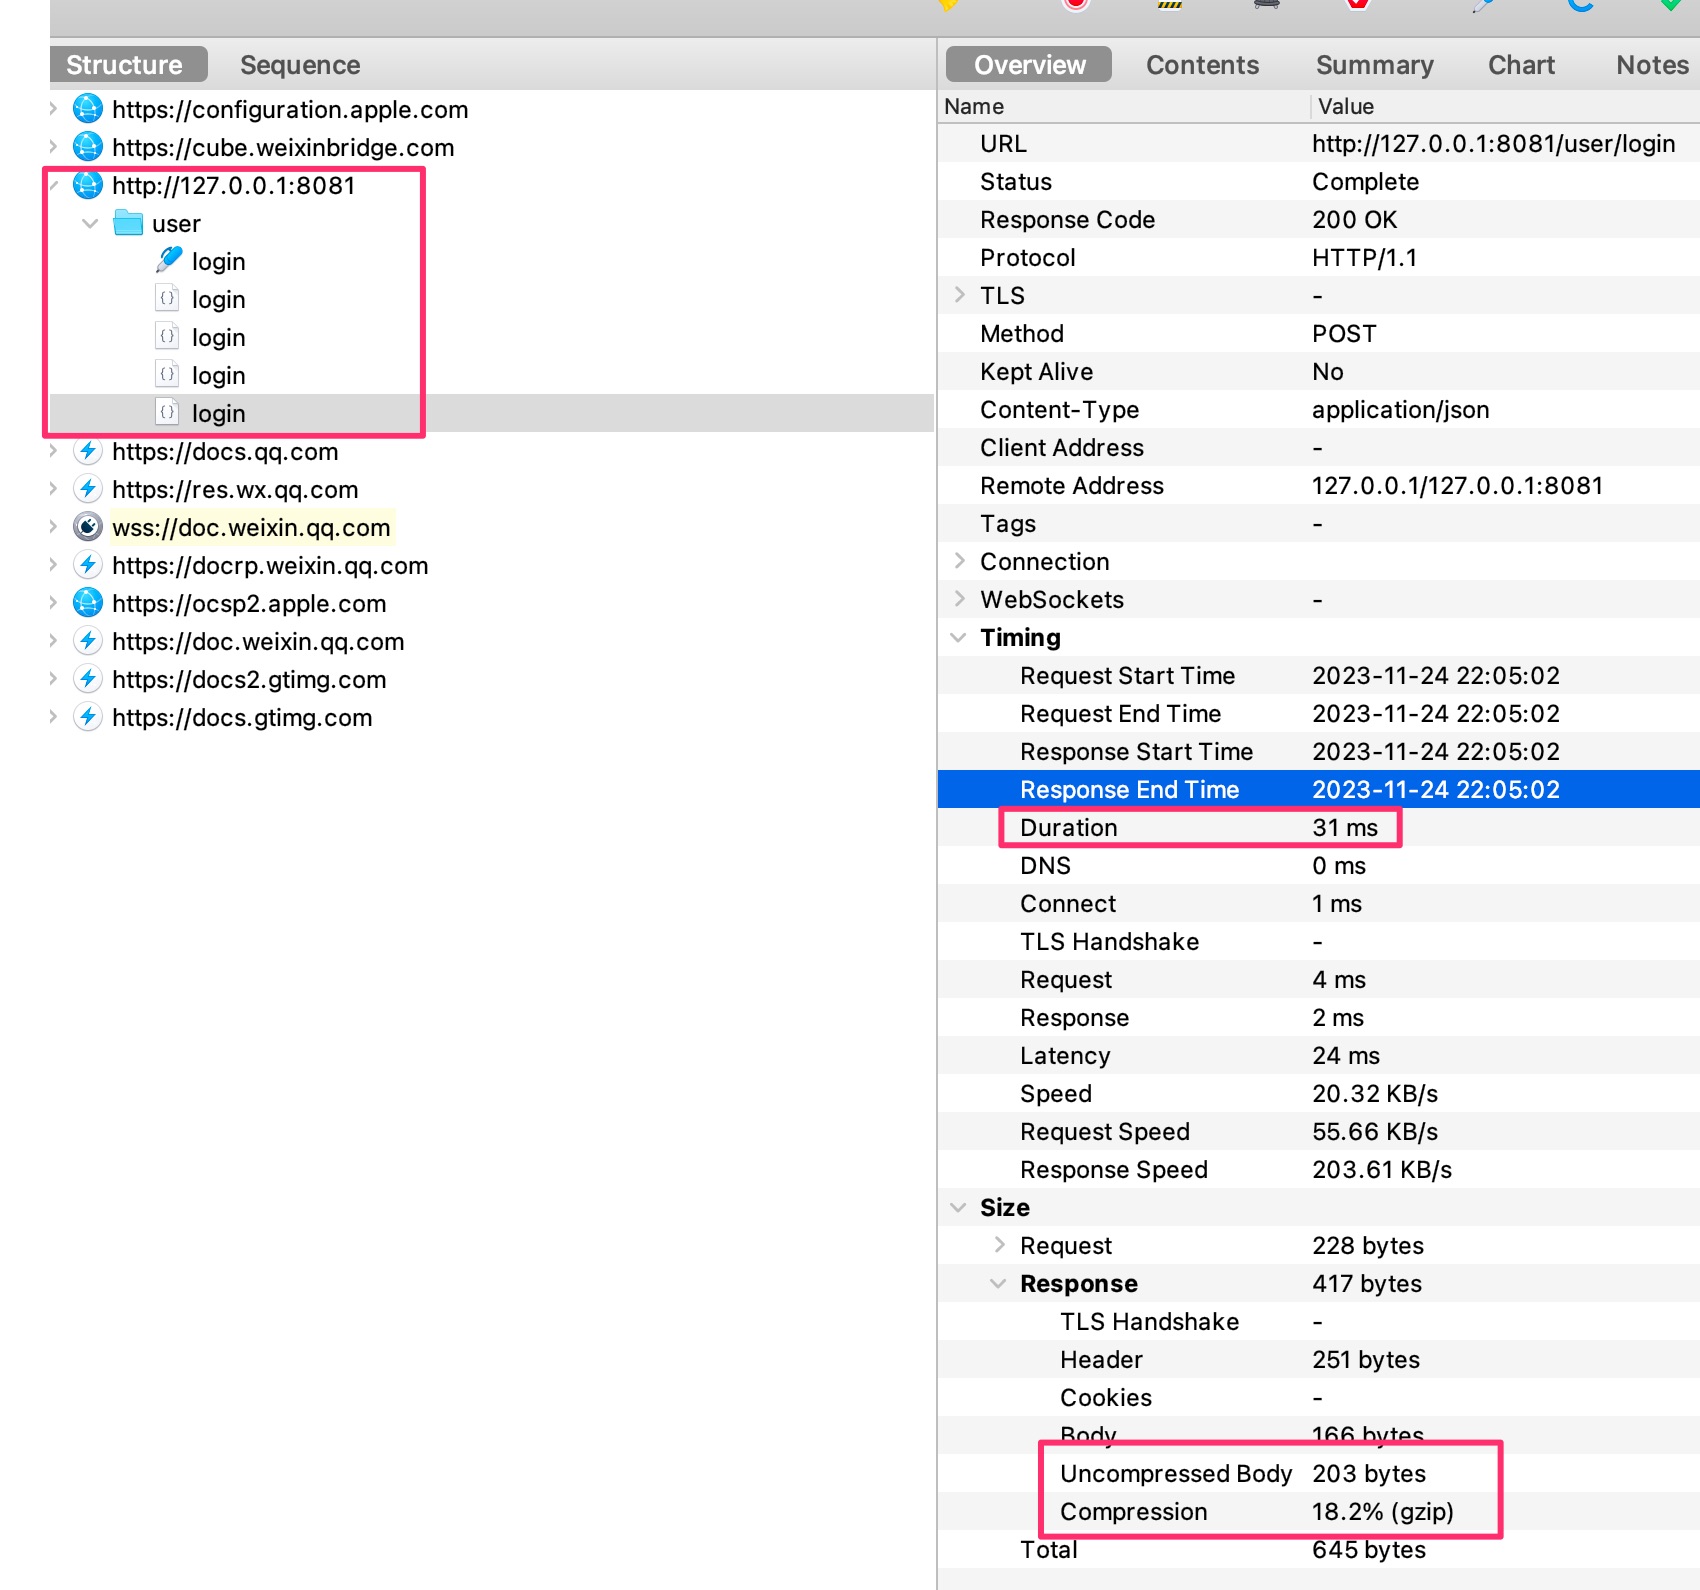 Structure Sequence
https://configuration.apple.com
https://cube.weixinbridge.com
http://127.0.0.1:8081
user
login
login
login
login
login
https://docs.qq.com
https://res.wx.qq.com
wss://doc.weixin.qq.com
https://docrp.weixin.qq.com
https://ocsp2.apple.com
https://doc.weixin.qq.com
https://docs2.gtimg.com
https://docs.gtimg.com
Overview Contents Summary Chart Notes
Name Value
URL http://127.0.0.1:8081/user/login
Status Complete
Response Code 200 OK
Protocol HTTP/1.1
TLS -
Method POST
Kept Alive No
Content-Type application/json
Client Address -
Remote Address 127.0.0.1/127.0.0.1:8081
Tags -
Connection
WebSockets -
Timing
Request Start Time 2023-11-24 22:05:02
Request End Time 2023-11-24 22:05:02
Response Start Time 2023-11-24 22:05:02
Response End Time 2023-11-24 22:05:02
Duration 31 ms
DNS 0 ms
Connect 1 ms
TLS Handshake -
Request 4 ms
Response 2 ms
Latency 24 ms
Speed 20.32 KB/s
Request Speed 55.66 KB/s
Response Speed 203.61 KB/s
Size
Request 228 bytes
Response 417 bytes
TLS Handshake -
Header 251 bytes
Cookies -
Body 166 bytes
Uncompressed Body 203 bytes
Compression 18.2% (gzip)
Total 645 bytes